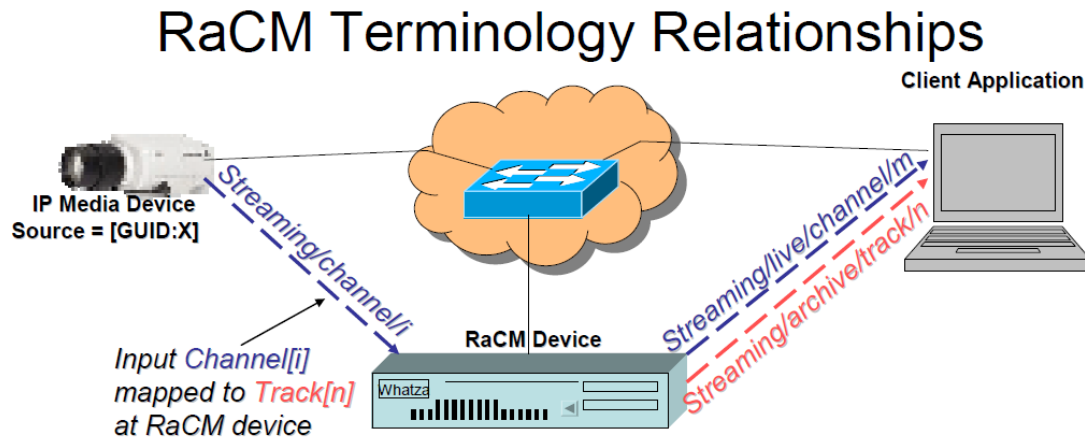 RaCM Terminology Relationships
Client Application
IP Media Device
Source = [GUID:X]
Streaming/channel/i
Streaming/live/channel/m
Streaming/archive/track/n
RaCM Device
Input Channel[i]
mapped to Track[n]
at RaCM device
Whatza